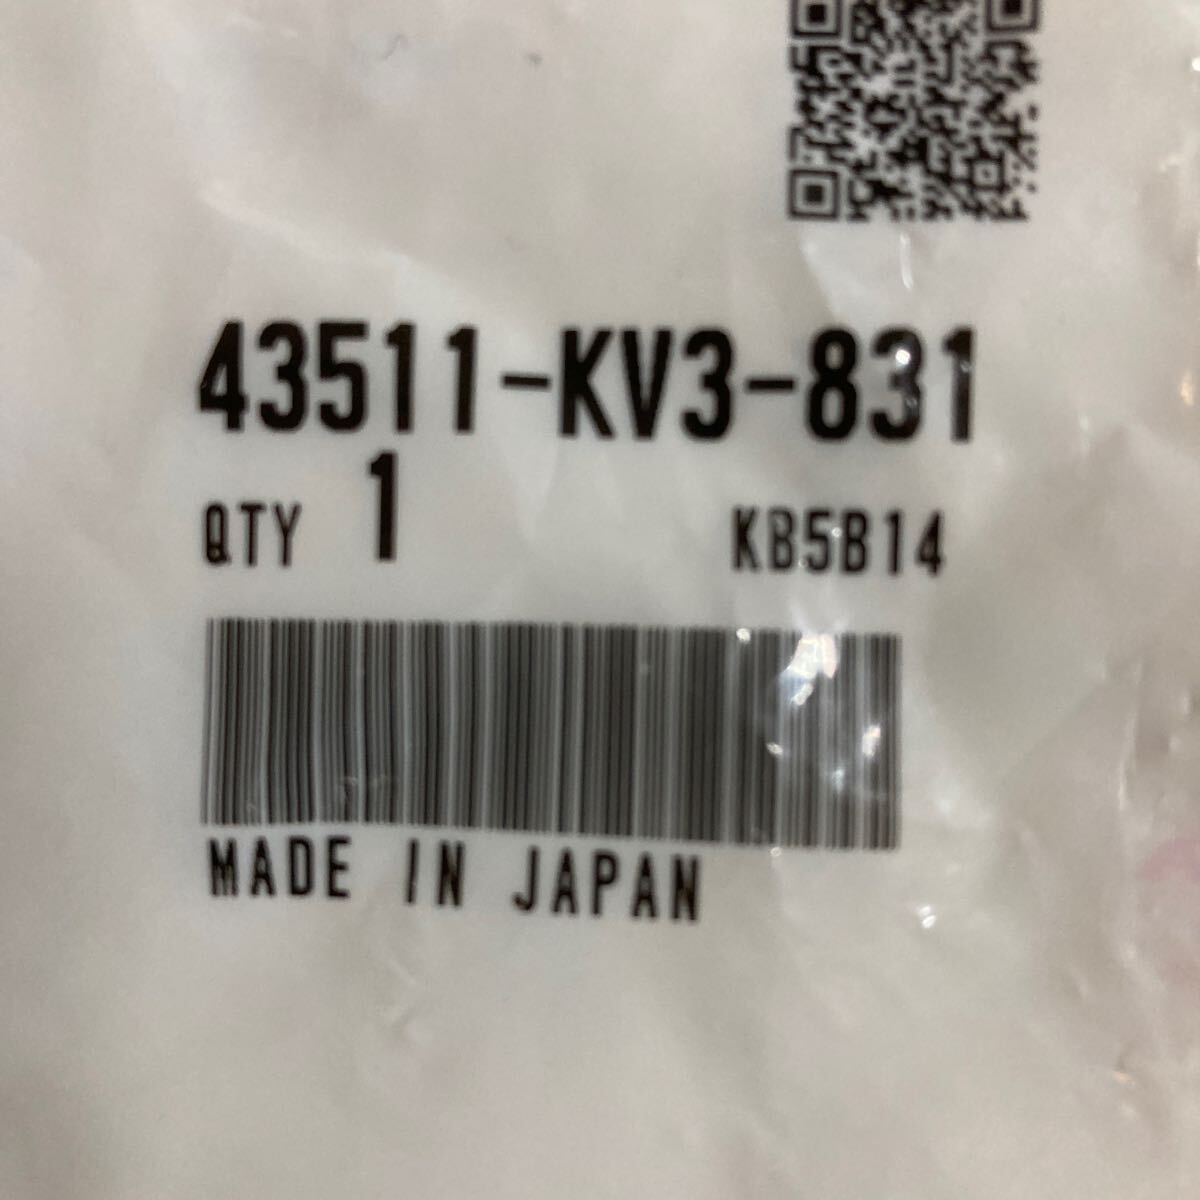 43511-KV3-831
QTY 1 KB5B14
MADE IN JAPAN